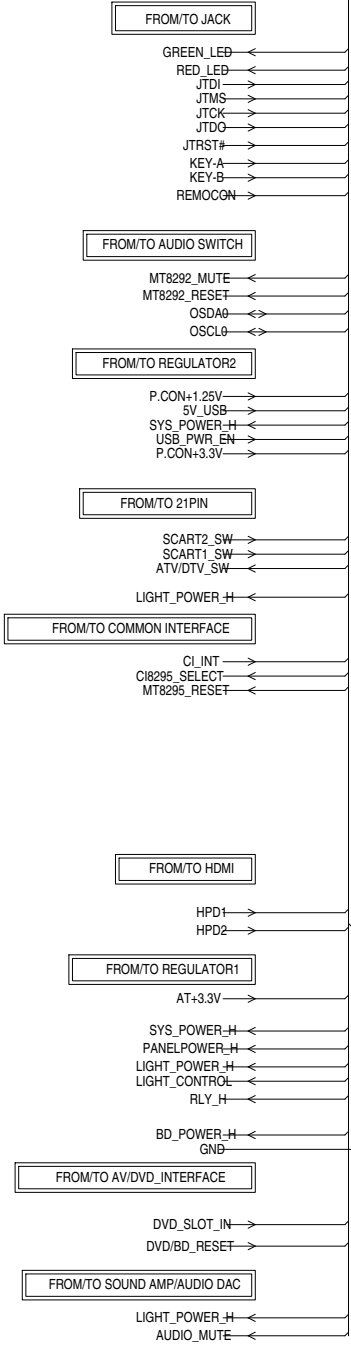 FROM/TO JACK
GREEN_LED
RED_LED
JTDI
JTMS
JTCK
JTDO
JTRST#
KEY-A
KEY-B
REMOCON
FROM/TO AUDIO SWITCH
MT8292_MUTE
MT8292_RESET
OSDA0
OSCL0
FROM/TO REGULATOR2
P.CON+1.25V
5V_USB
SYS_POWER_H
USB_PWR_EN
P.CON+3.3V
FROM/TO 21PIN
SCART2_SW
SCART1_SW
ATV/DTV_SW
LIGHT_POWER_H
FROM/TO COMMON INTERFACE
CI_INT
CI8295_SELECT
MT8295_RESET
FROM/TO HDMI
HPD1
HPD2
FROM/TO REGULATOR1
AT+3.3V
SYS_POWER_H
PANELPOWER_H
LIGHT_POWER_H
LIGHT_CONTROL
RLY_H
BD_POWER_H
GND
FROM/TO AV/DVD_INTERFACE
DVD_SLOT_IN
DVD/BD_RESET
FROM/TO SOUND AMP/AUDIO DAC
LIGHT_POWER_H
AUDIO_MUTE